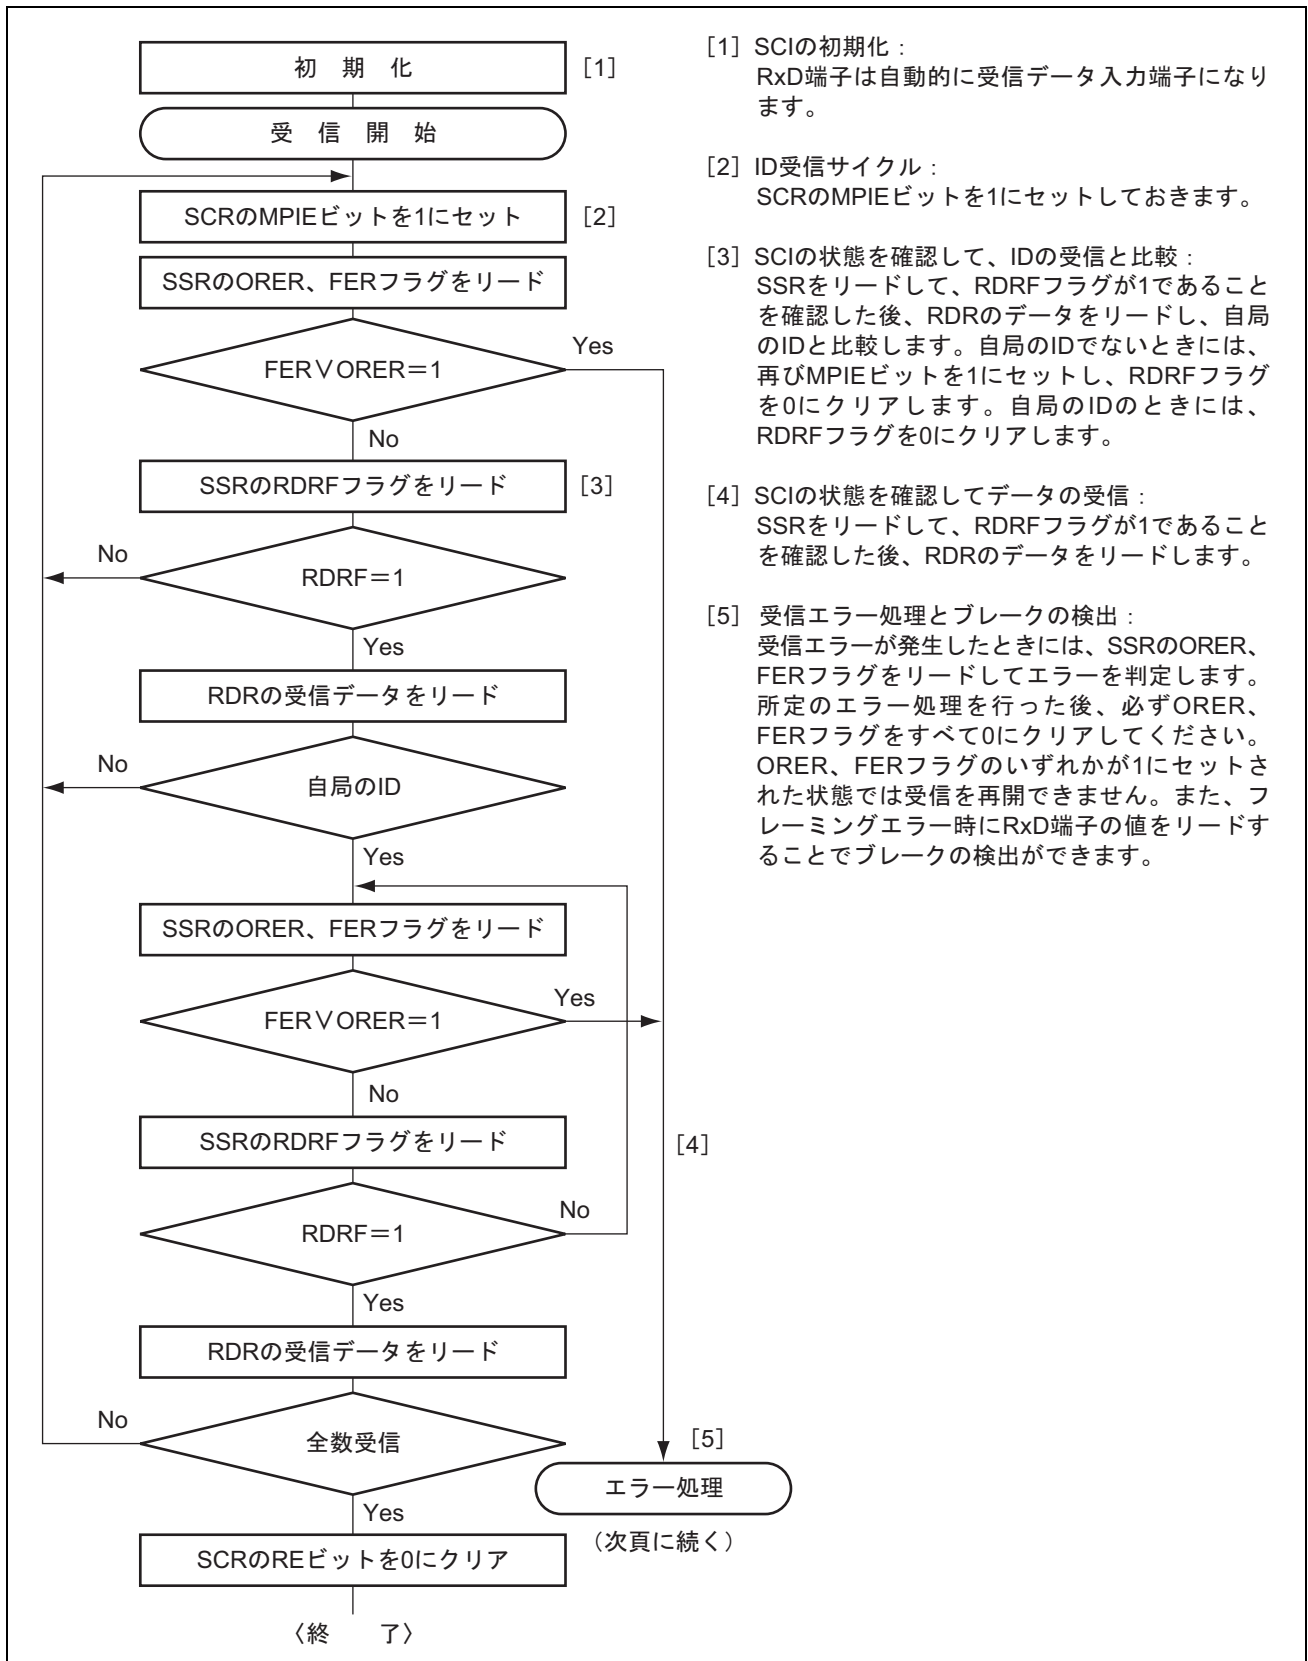 初 期 化
[1]
受 信 開 始
SCRのMPIEビットを1にセット
[2]
SSRのORER、FERフラグをリード
FER∨ORER=1
Yes
No
SSRのRDRFフラグをリード
[3]
No
RDRF=1
Yes
RDRの受信データをリード
No
自局のID
Yes
SSRのORER、FERフラグをリード
FER∨ORER=1
Yes
No
SSRのRDRFフラグをリード
[4]
No
RDRF=1
Yes
RDRの受信データをリード
No
全数受信
[5]
エラー処理
Yes
(次頁に続く)
SCRのREビットを0にクリア
〈終 了〉
[1] SCIの初期化:
RxD端子は自動的に受信データ入力端子になり
ます。
[2] ID受信サイクル:
SCRのMPIEビットを1にセットしておきます。
[3] SCIの状態を確認して、IDの受信と比較:
SSRをリードして、RDRFフラグが1であること
を確認した後、RDRのデータをリードし、自局
のIDと比較します。自局のIDでないときには、
再びMPIEビットを1にセットし、RDRFフラグ
を0にクリアします。自局のIDのときには、
RDRFフラグを0にクリアします。
[4] SCIの状態を確認してデータの受信:
SSRをリードして、RDRFフラグが1であること
を確認した後、RDRのデータをリードします。
[5] 受信エラー処理とブレークの検出:
受信エラーが発生したときには、SSRのORER、
FERフラグをリードしてエラーを判定します。
所定のエラー処理を行った後、必ずORER、
FERフラグをすべて0にクリアしてください。
ORER、FERフラグのいずれかが1にセットさ
れた状態では受信を再開できません。また、フ
レーミングエラー時にRxD端子の値をリードす
ることでブレークの検出ができます。